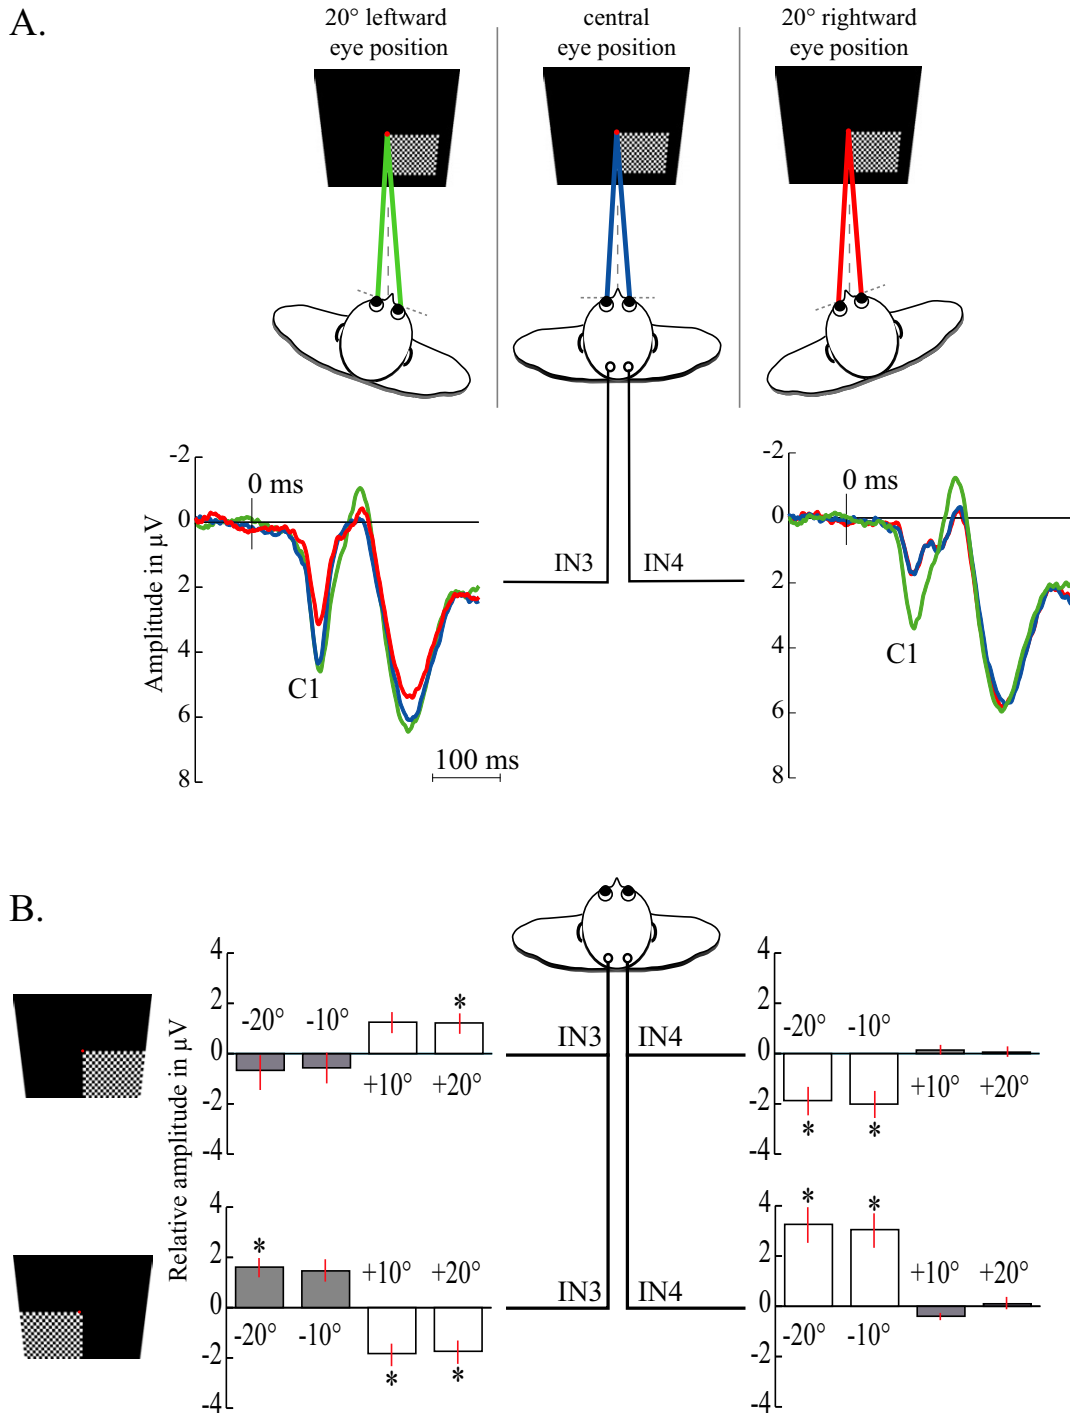 A.
20° leftward
eye position
central
eye position
20° rightward
eye position
-2
0
2
4
6
8
Amplitude in µV
0 ms
C1
100 ms
IN3
IN4
-2
0
2
4
6
8
0 ms
C1
B.
Relative amplitude in µV
4
2
0
-2
-4
-20°
-10°
*
+10°
+20°
IN3
IN4
4
2
0
-2
-4
-20°
-10°
+10°
+20°
*
*
4
2
0
-2
-4
*
+10°
+20°
-20°
-10°
*
*
IN3
IN4
4
2
0
-2
-4
*
*
+10°
+20°
-20°
-10°